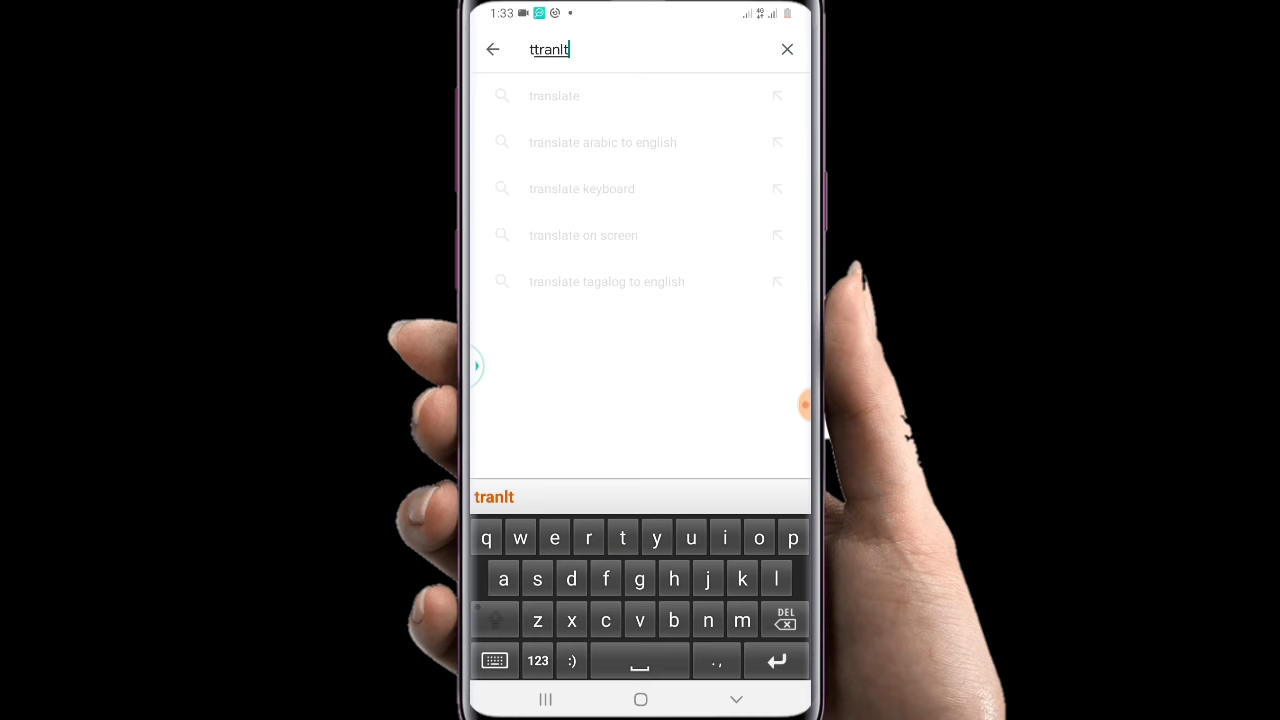 1:33 4G
ttranlt
translate
translate arabic to english
translate keyboard
translate on screen
translate tagalog to english
tranlt
q w e r t y u i o p
a s d f g h j k l
z x c v b n m DEL
123 :) .,